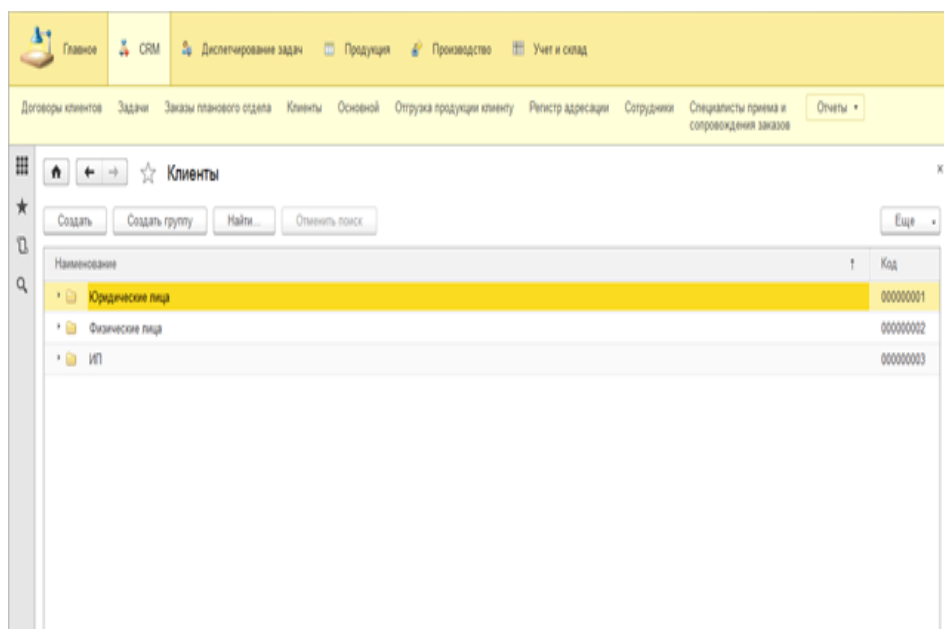 Главное CRM Диспетчирование задач Продукция Производство Учет и склад
Договоры клиентов Задачи Заказы планового отдела Клиенты Основной Отгрузка продукции клиенту Регистр адресации Сотрудники Специалисты приема и сопровождения заказов Отчеты
Клиенты
Создать Создать группу Найти... Отменить поиск Еще
Наименование Код
Юридические лица 000000001
Физические лица 000000002
ИП 000000003